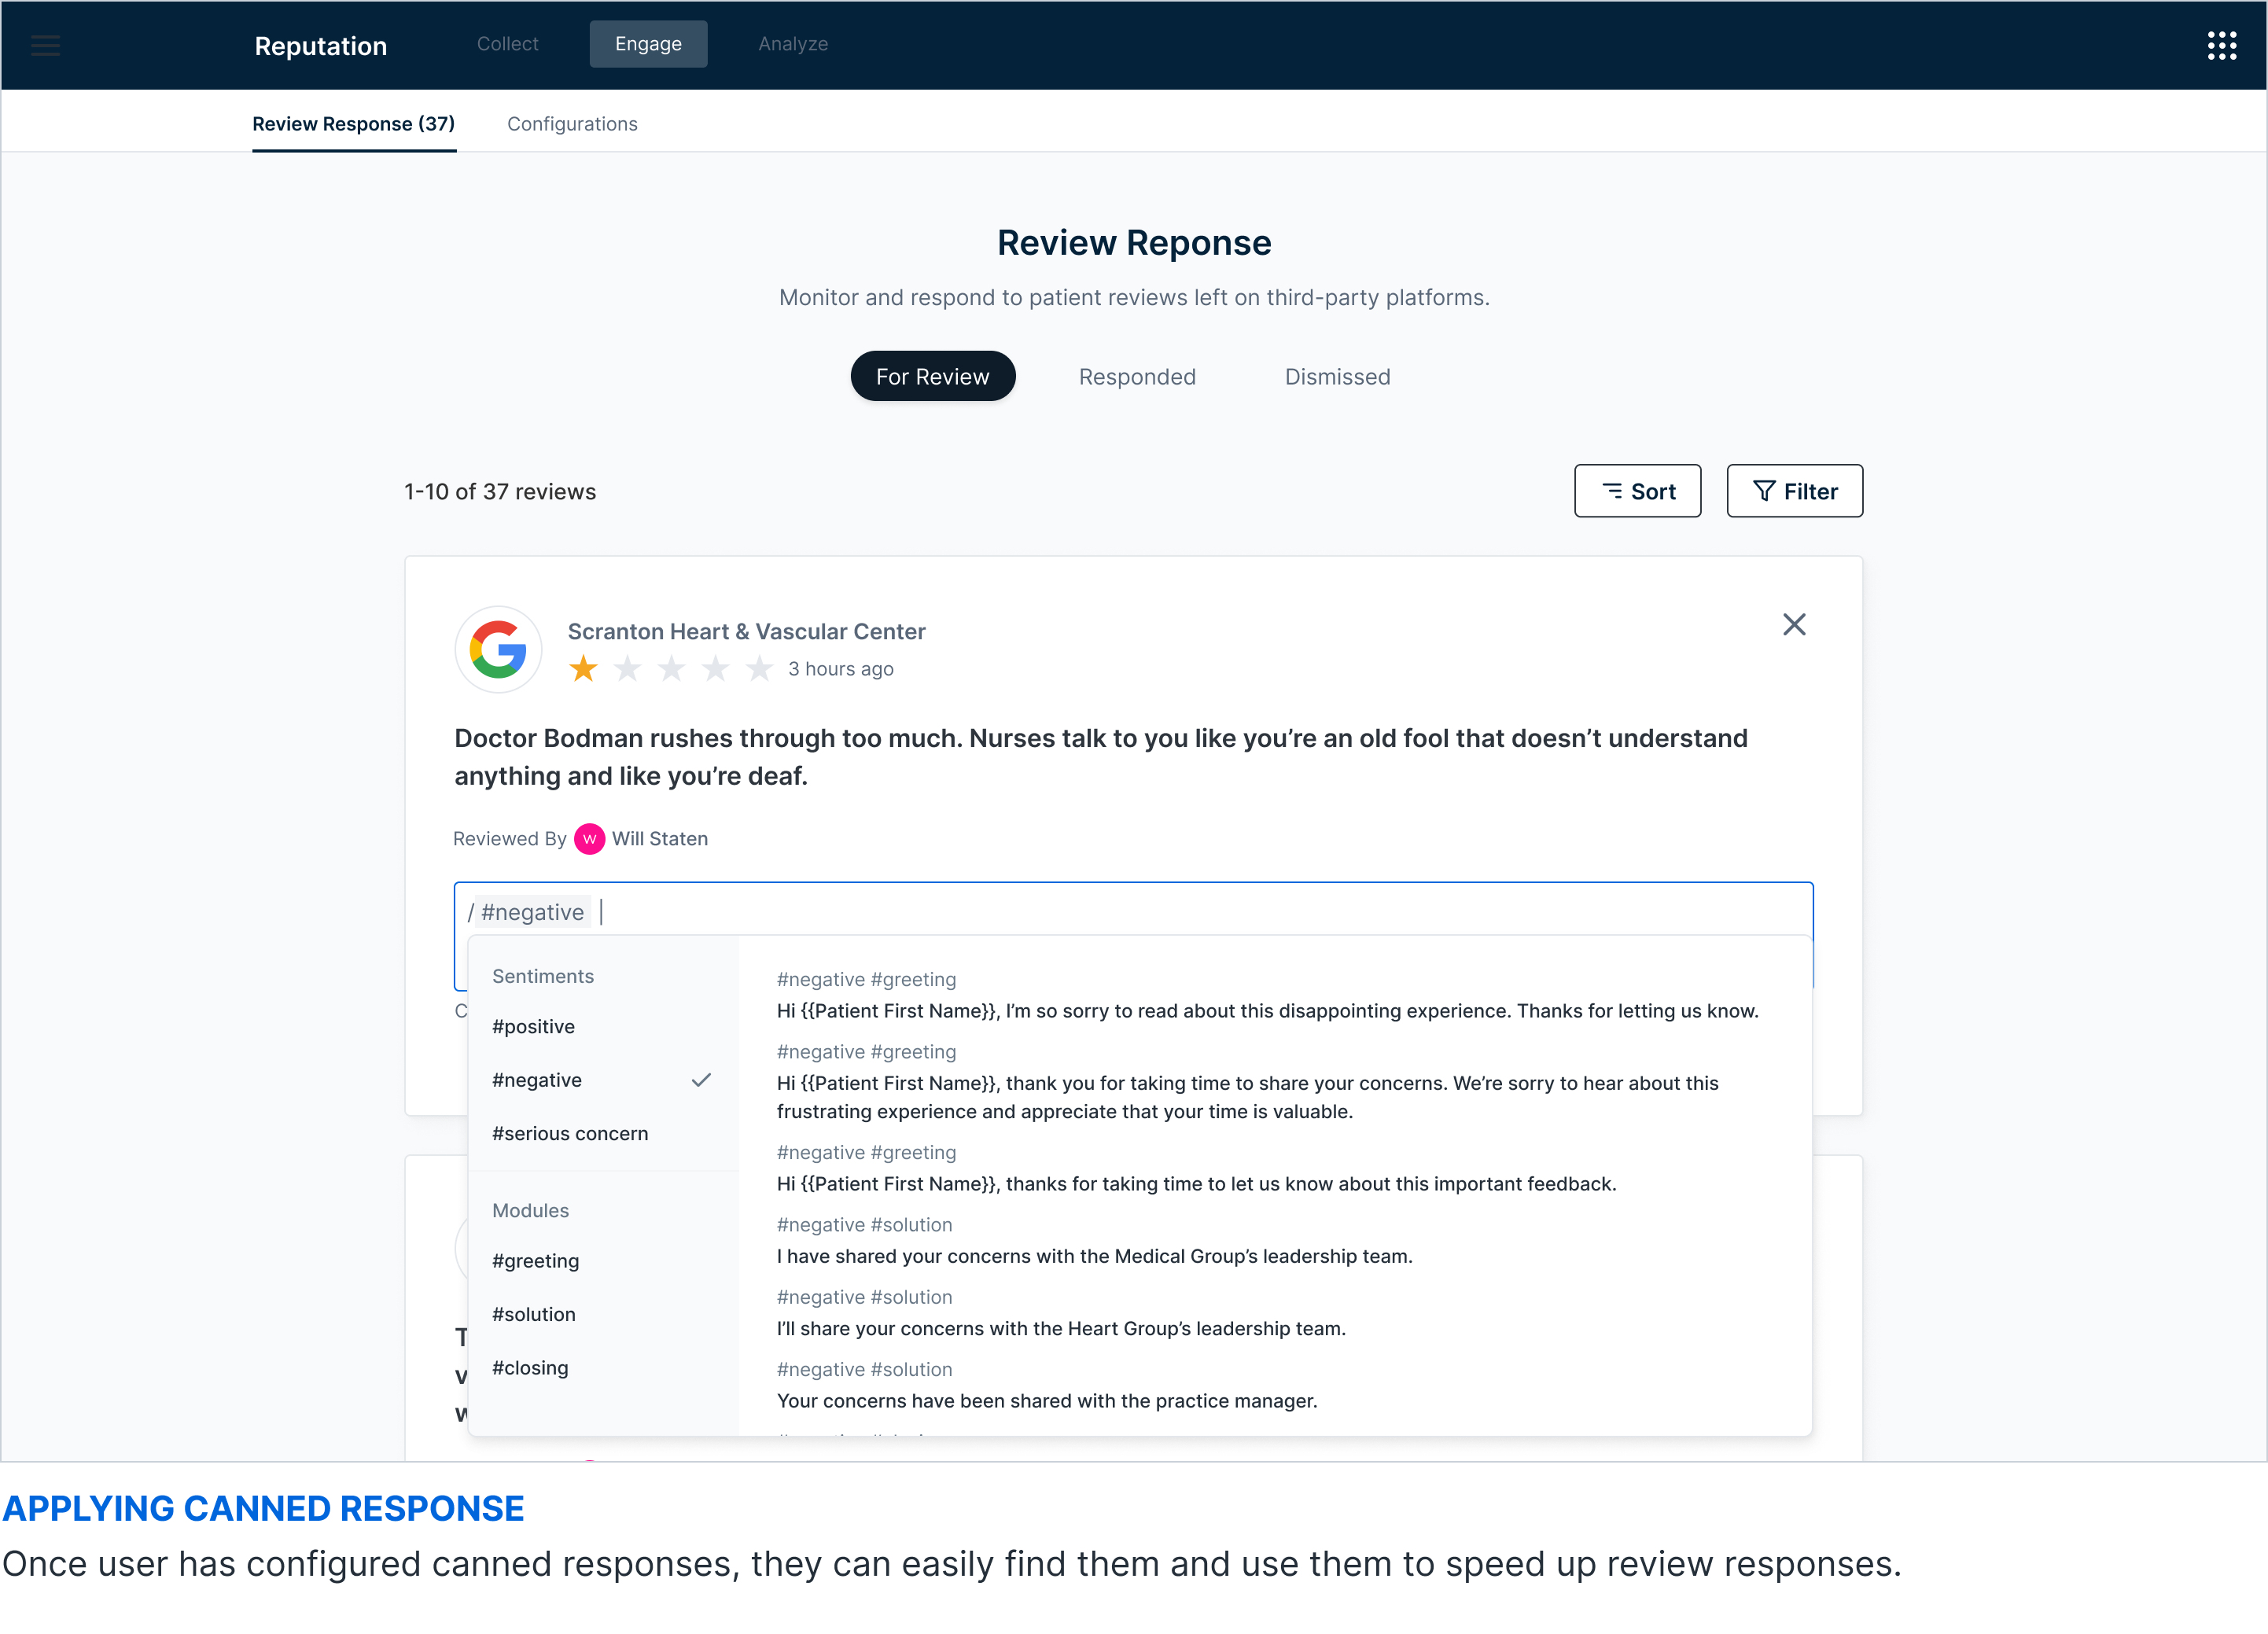 Reputation
Collect
Engage
Analyze
Review Response (37)
Configurations
Review Reponse
Monitor and respond to patient reviews left on third-party platforms.
For Review
Responded
Dismissed
1-10 of 37 reviews
Sort
Filter
Scranton Heart & Vascular Center
3 hours ago
Doctor Bodman rushes through too much. Nurses talk to you like you’re an old fool that doesn’t understand
anything and like you’re deaf.
Reviewed By W Will Staten
/ #negative
Sentiments
#positive
#negative
#serious concern
Modules
#greeting
#solution
#closing
#negative #greeting
Hi {{Patient First Name}}, I’m so sorry to read about this disappointing experience. Thanks for letting us know.
#negative #greeting
Hi {{Patient First Name}}, thank you for taking time to share your concerns. We’re sorry to hear about this
frustrating experience and appreciate that your time is valuable.
#negative #greeting
Hi {{Patient First Name}}, thanks for taking time to let us know about this important feedback.
#negative #solution
I have shared your concerns with the Medical Group’s leadership team.
#negative #solution
I’ll share your concerns with the Heart Group’s leadership team.
#negative #solution
Your concerns have been shared with the practice manager.
APPLYING CANNED RESPONSE
Once user has configured canned responses, they can easily find them and use them to speed up review responses.